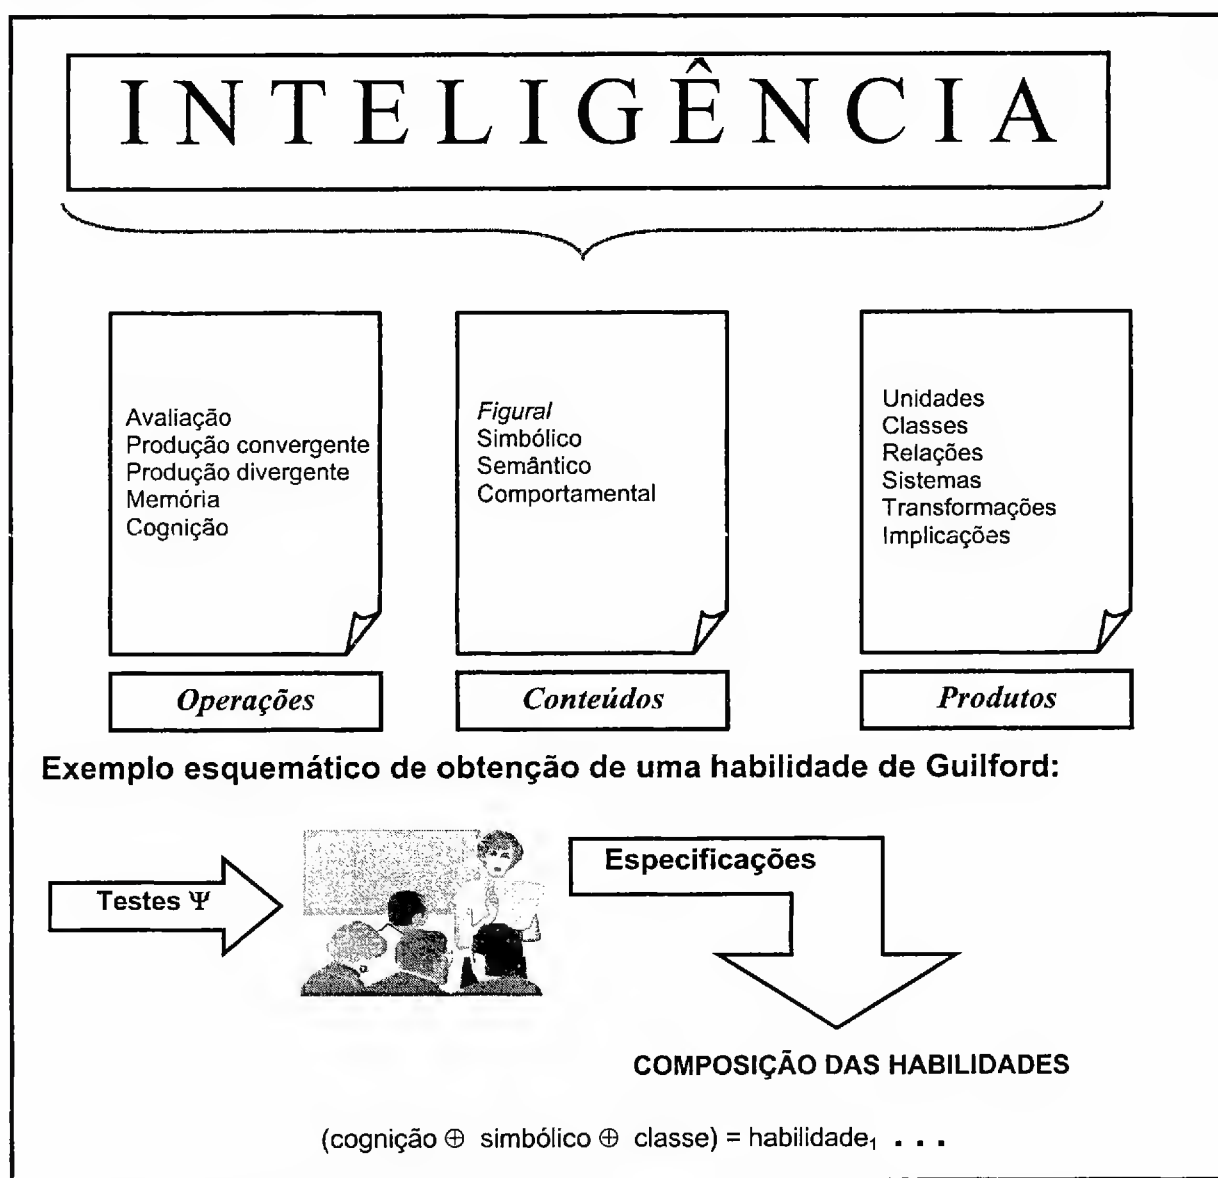 INTELIGÊNCIA
Avaliação
Produção convergente
Produção divergente
Memória
Cognição
Operações
Figural
Simbólico
Semântico
Comportamental
Conteúdos
Unidades
Classes
Relações
Sistemas
Transformações
Implicações
Produtos
Exemplo esquemático de obtenção de uma habilidade de Guilford:
Testes Ψ
Especificações
COMPOSIÇÃO DAS HABILIDADES
(cognição ⊕ simbólico ⊕ classe) = habilidade₁ . . .